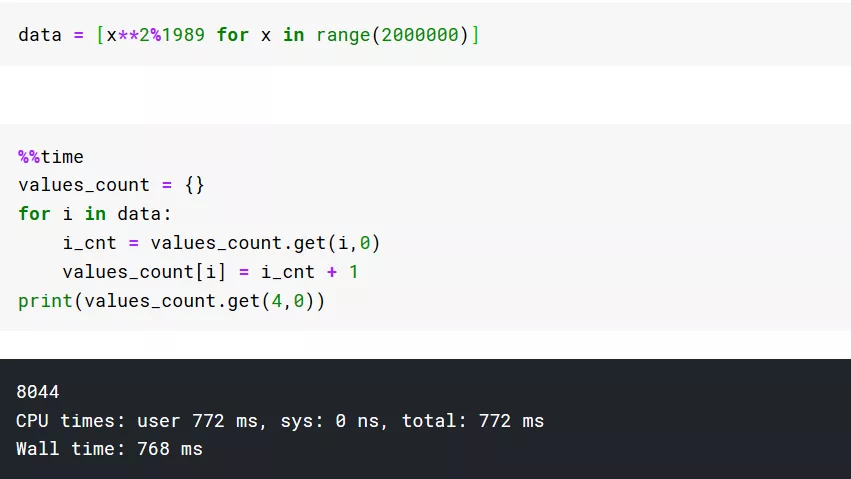 data = [x**2%1989 for x in range(2000000)]
%%time
values_count = {}
for i in data:
    i_cnt = values_count.get(i,0)
    values_count[i] = i_cnt + 1
print(values_count.get(4,0))
8044
CPU times: user 772 ms, sys: 0 ns, total: 772 ms
Wall time: 768 ms